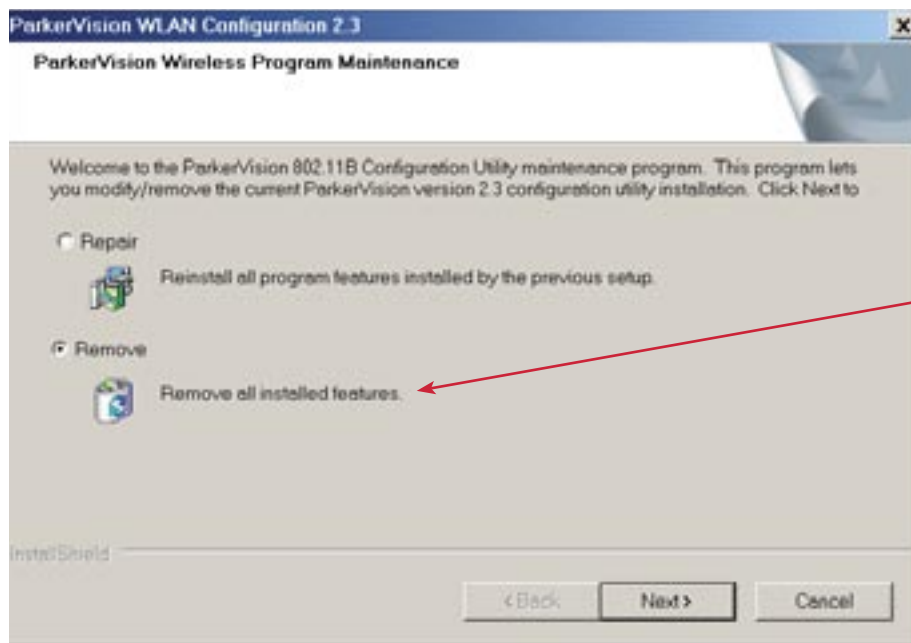 ParkerVision WLAN Configuration 2.3
ParkerVision Wireless Program Maintenance
Welcome to the ParkerVision 802.11B Configuration Utility maintenance program. This program lets
you modify/remove the current ParkerVision version 2.3 configuration utility installation. Click Next to
Repair
Reinstall all program features installed by the previous setup.
Remove
Remove all installed features.
InstallShield
< Back
Next >
Cancel